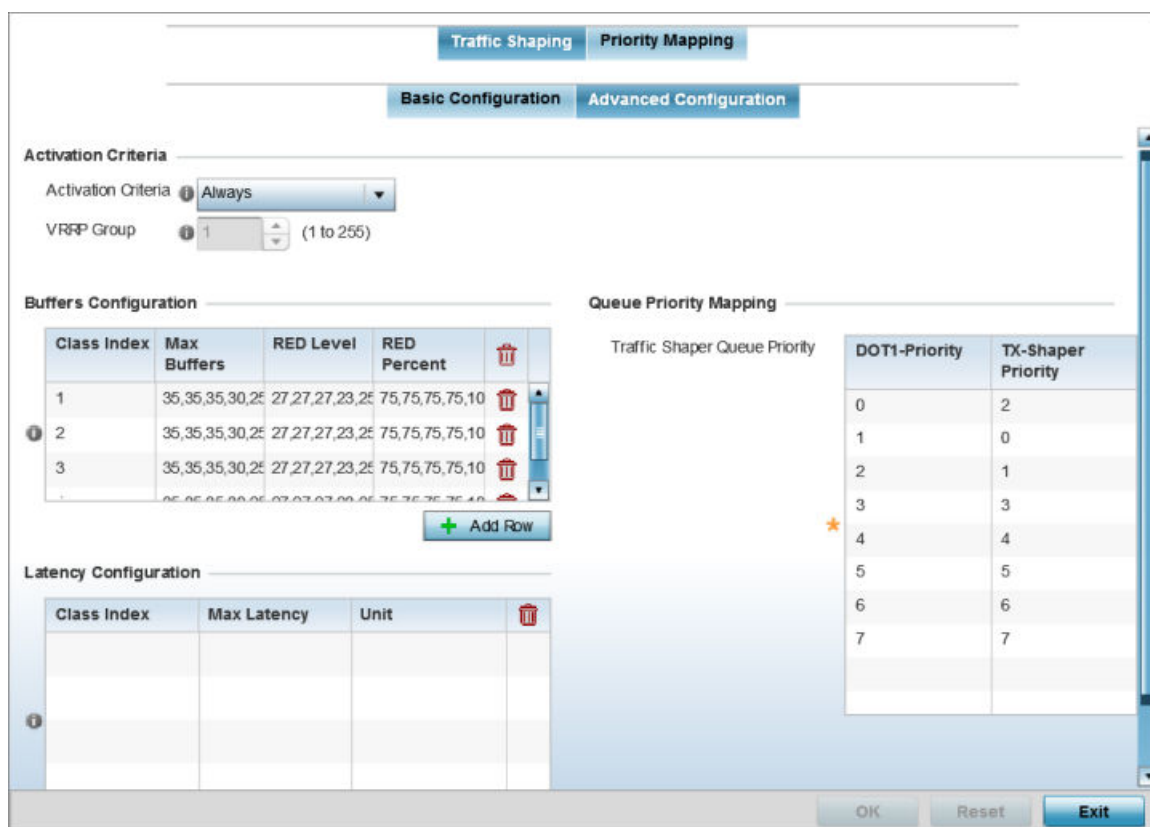 Traffic Shaping Priority Mapping
Basic Configuration Advanced Configuration
Activation Criteria
Activation Criteria Always
VRRP Group 1 (1 to 255)
Buffers Configuration
Class Index Max Buffers RED Level RED Percent
1 35,35,35,30,25 27,27,27,23,25 75,75,75,75,10
2 35,35,35,30,25 27,27,27,23,25 75,75,75,75,10
3 35,35,35,30,25 27,27,27,23,25 75,75,75,75,10
Add Row
Latency Configuration
Class Index Max Latency Unit
Queue Priority Mapping
Traffic Shaper Queue Priority
DOT1-Priority TX-Shaper Priority
0 2
1 0
2 1
3 3
4 4
5 5
6 6
7 7
OK Reset Exit